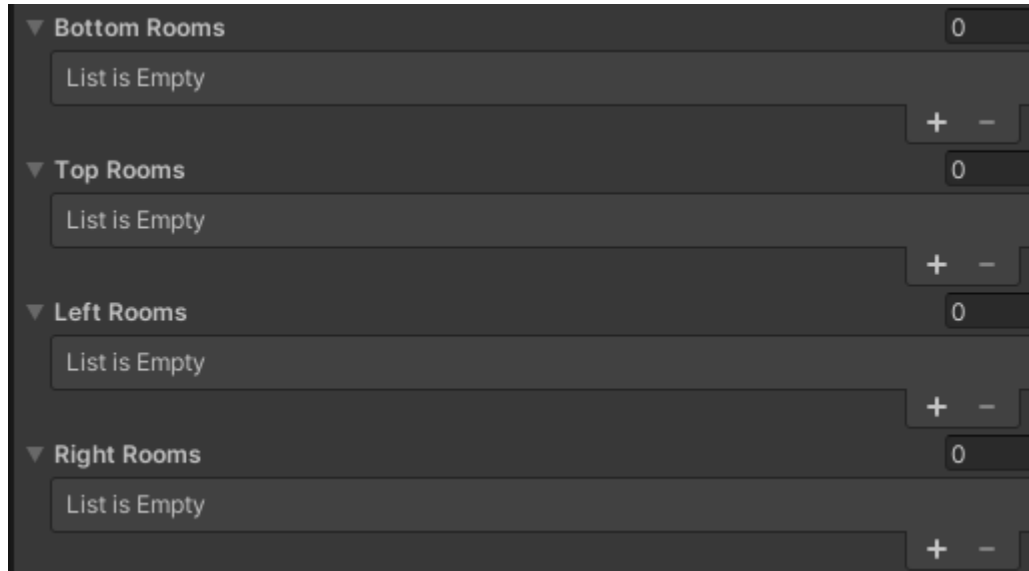 Bottom Rooms 0
List is Empty
+ -
Top Rooms 0
List is Empty
+ -
Left Rooms 0
List is Empty
+ -
Right Rooms 0
List is Empty
+ -